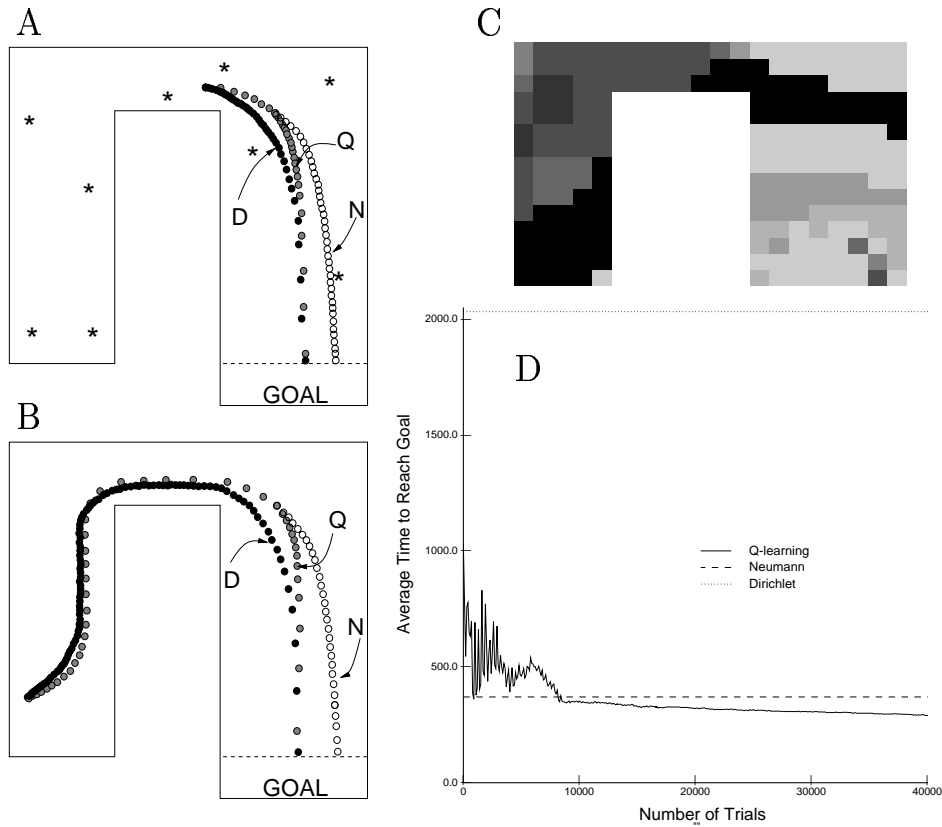 A
Q
D
N
GOAL
B
Q
D
N
GOAL
C
D
2000.0
1500.0
1000.0
500.0
0.0
Average Time to Reach Goal
Q-learning
Neumann
Dirichlet
0 10000 20000 30000 40000
Number of Trials